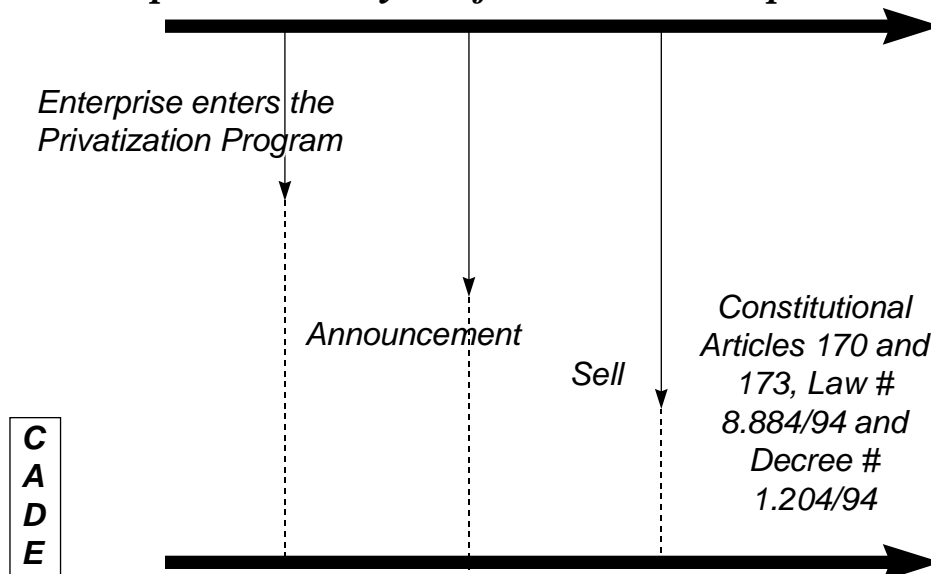 Enterprise enters the
Privatization Program
Announcement
Sell
Constitutional
Articles 170 and
173, Law #
8.884/94 and
Decree #
1.204/94
C
A
D
E